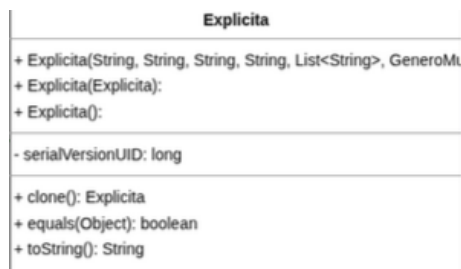 Explicita
+ Explicita(String, String, String, String, List<String>, GeneroMu
+ Explicita(Explicita):
+ Explicita():
- serialVersionUID: long
+ clone(): Explicita
+ equals(Object): boolean
+ toString(): String